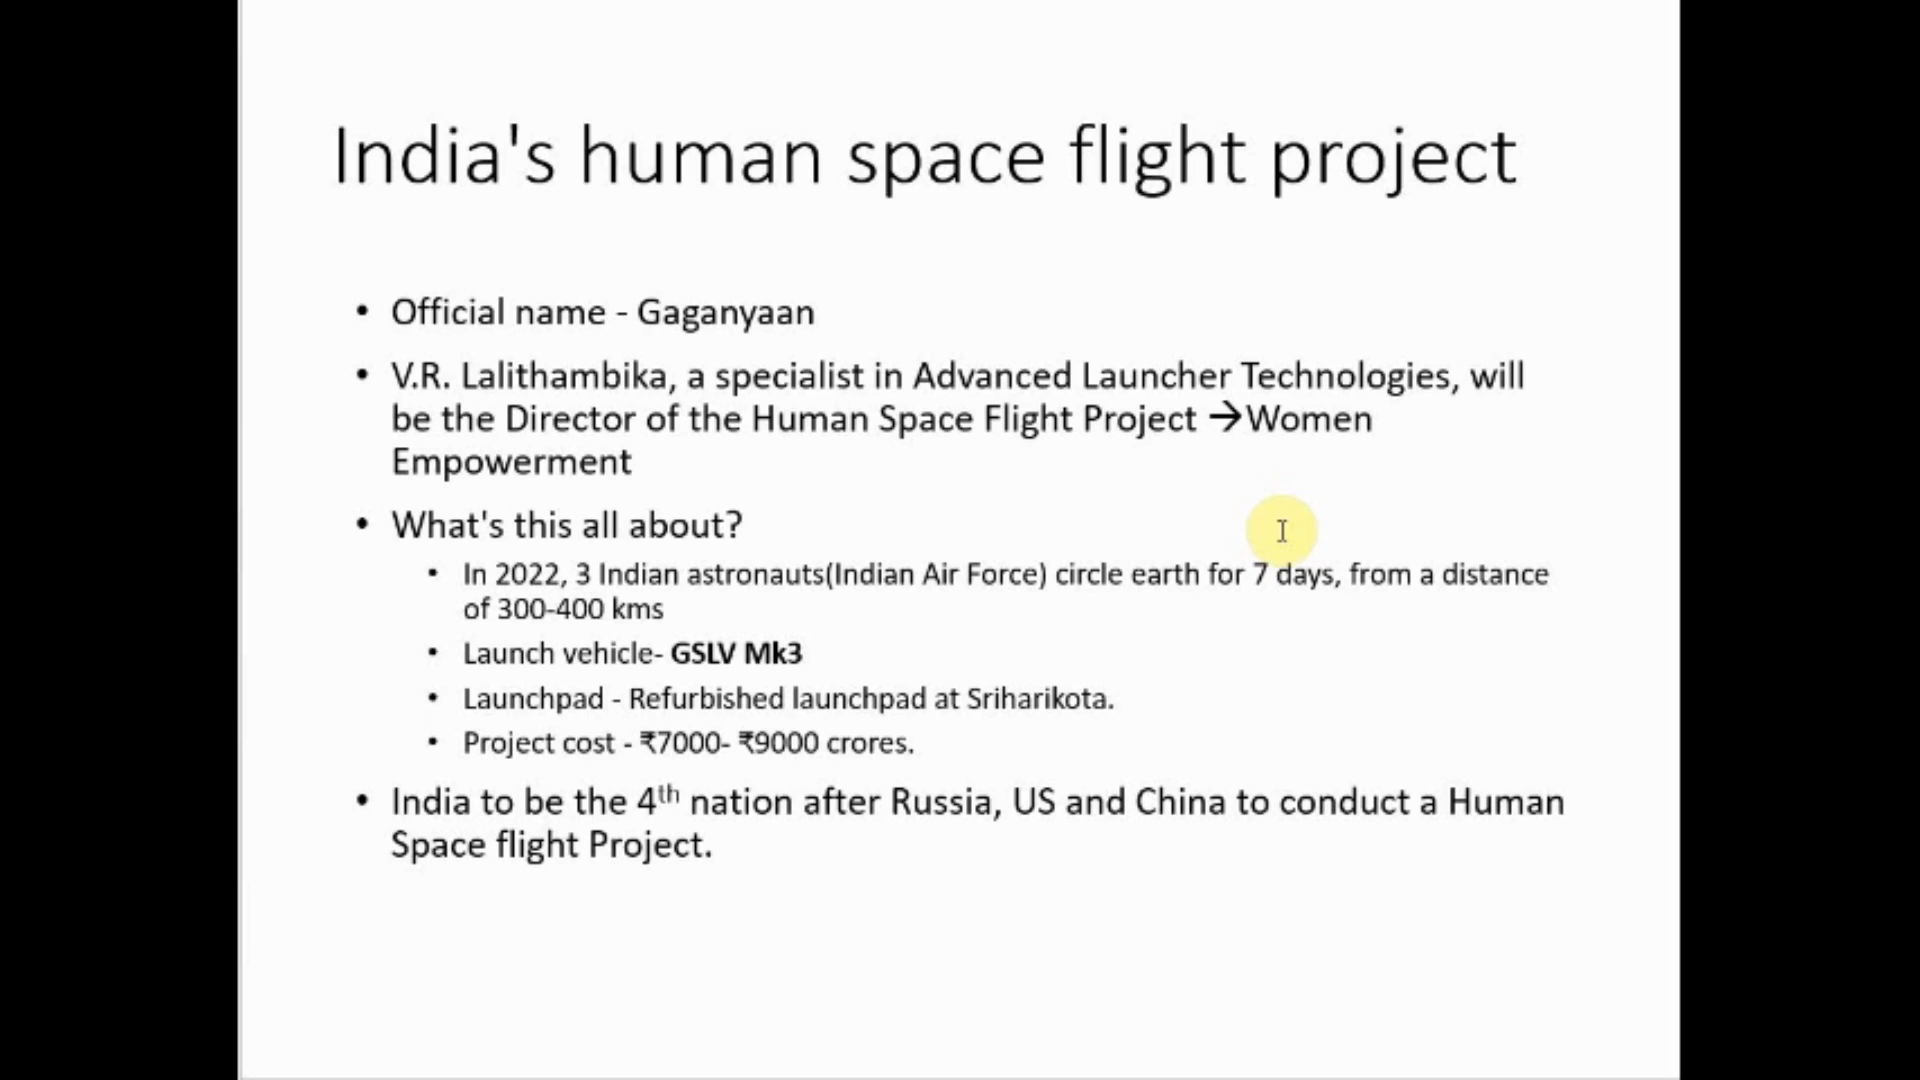 India's human space flight project
• Official name - Gaganyaan
• V.R. Lalithambika, a specialist in Advanced Launcher Technologies, will
be the Director of the Human Space Flight Project →Women
Empowerment
• What's this all about?
• In 2022, 3 Indian astronauts(Indian Air Force) circle earth for 7 days, from a distance
of 300-400 kms
• Launch vehicle- GSLV Mk3
• Launchpad - Refurbished launchpad at Sriharikota.
• Project cost - ₹7000- ₹9000 crores.
• India to be the 4th nation after Russia, US and China to conduct a Human
Space flight Project.